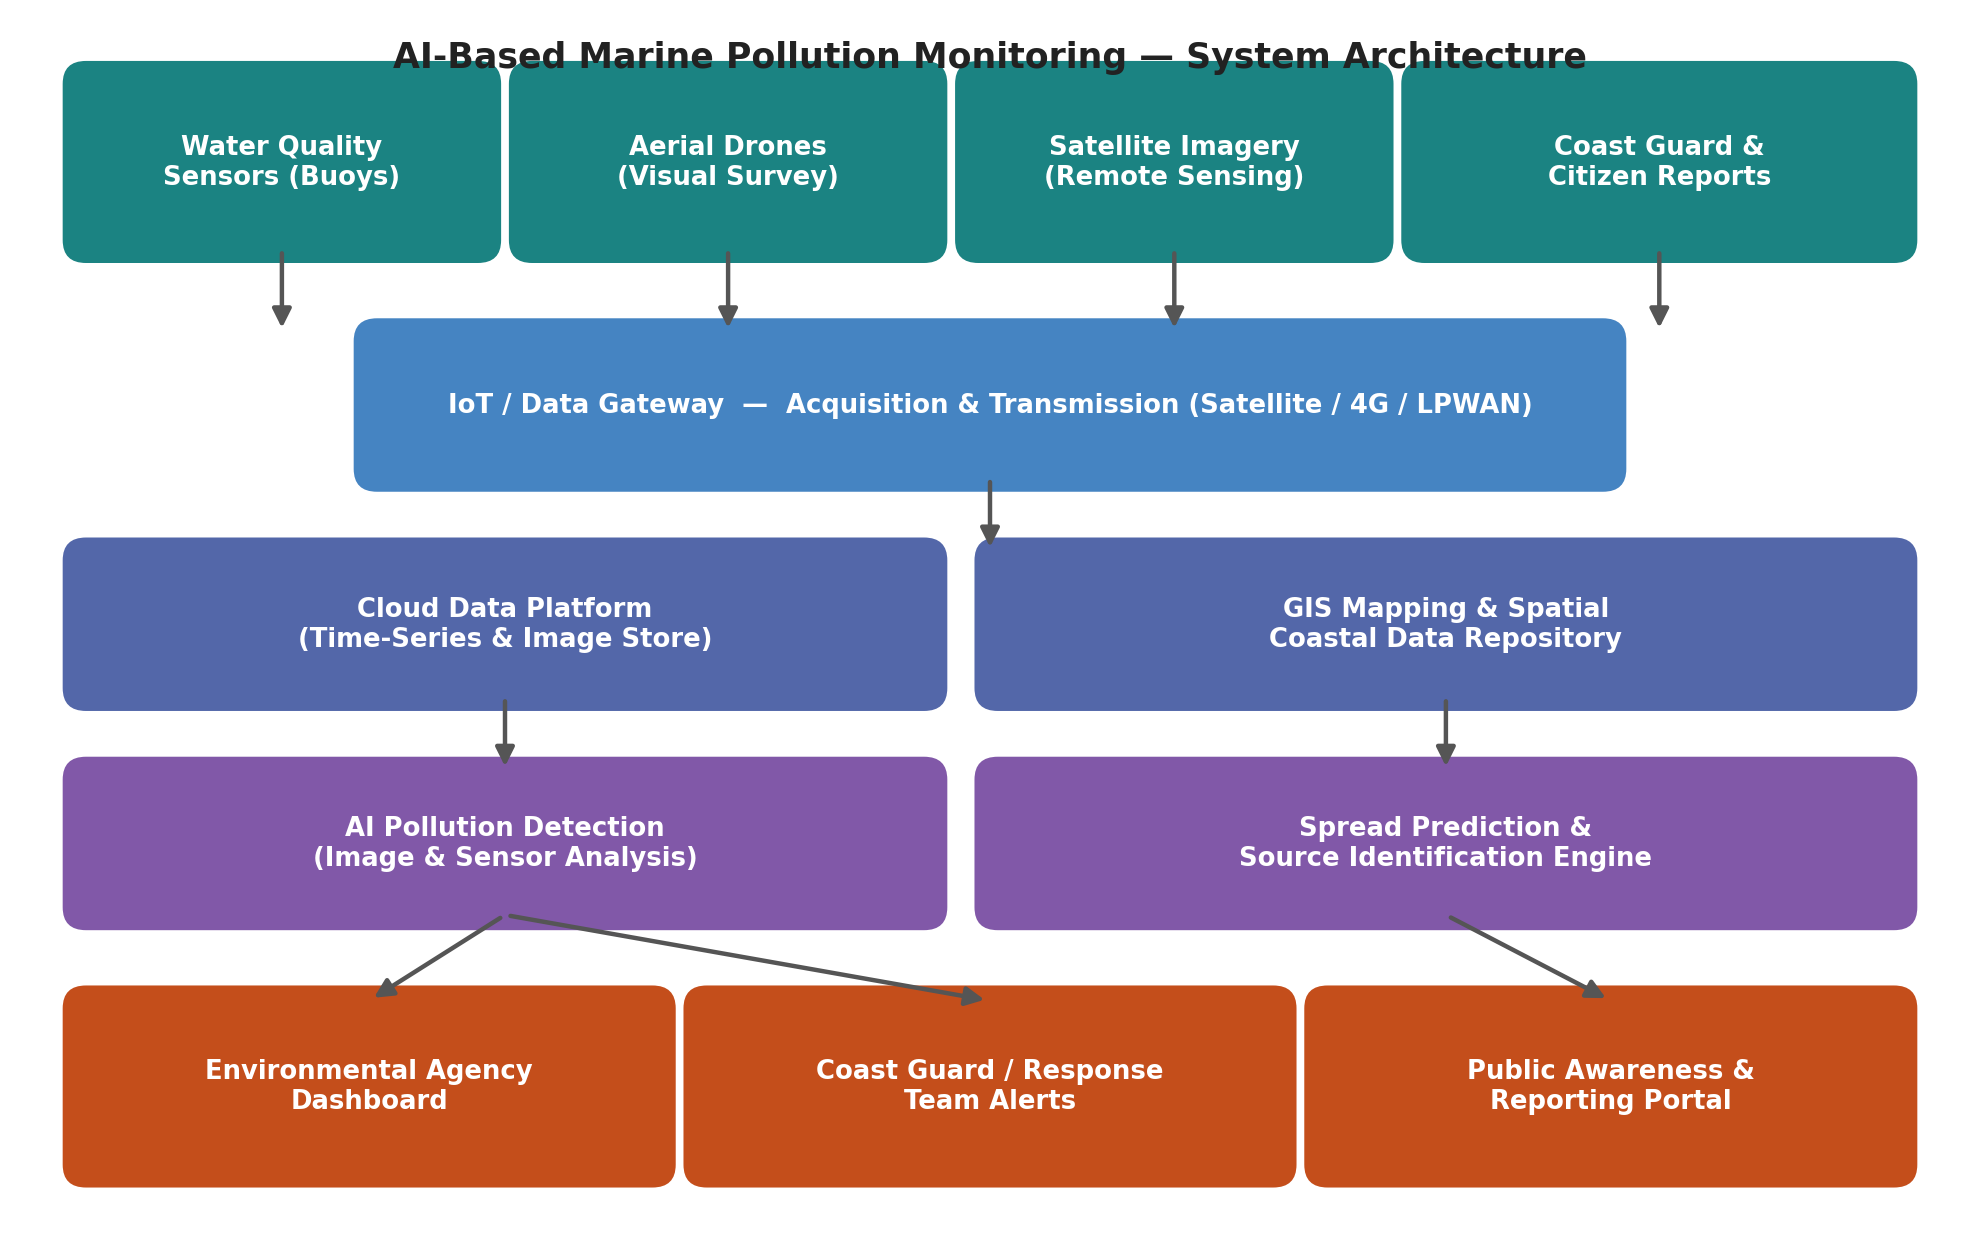 AI-Based Marine Pollution Monitoring — System Architecture
Water Quality
Sensors (Buoys)
Aerial Drones
(Visual Survey)
Satellite Imagery
(Remote Sensing)
Coast Guard &
Citizen Reports
IoT / Data Gateway — Acquisition & Transmission (Satellite / 4G / LPWAN)
Cloud Data Platform
(Time-Series & Image Store)
GIS Mapping & Spatial
Coastal Data Repository
AI Pollution Detection
(Image & Sensor Analysis)
Spread Prediction &
Source Identification Engine
Environmental Agency
Dashboard
Coast Guard / Response
Team Alerts
Public Awareness &
Reporting Portal